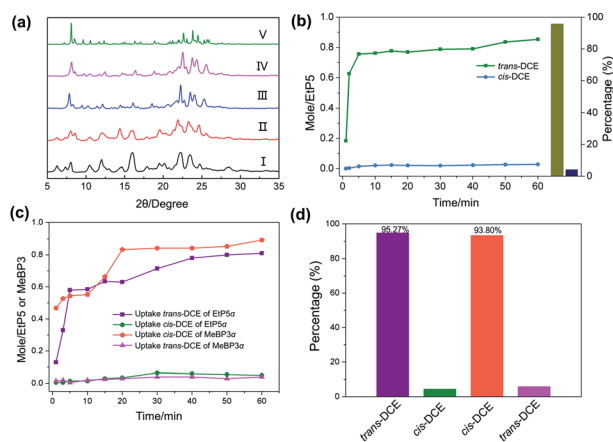 (a)
V
IV
III
II
I
5 10 15 20 25 30 35
2θ/Degree
(b)
1.0
0.8
0.6
0.4
0.2
0.0
Mole/EtP5
trans-DCE
cis-DCE
0 10 20 30 40 50 60
Time/min
100
80
60
40
20
0
Percentage (%)
(c)
1.0
0.8
0.6
0.4
0.2
0.0
Mole/EtP5 or MeBP3
Uptake trans-DCE of EtP5α
Uptake cis-DCE of EtP5α
Uptake cis-DCE of MeBP3α
Uptake trans-DCE of MeBP3α
0 10 20 30 40 50 60
Time/min
(d)
100
80
60
40
20
0
Percentage (%)
95.27%
93.80%
trans-DCE
cis-DCE
cis-DCE
trans-DCE